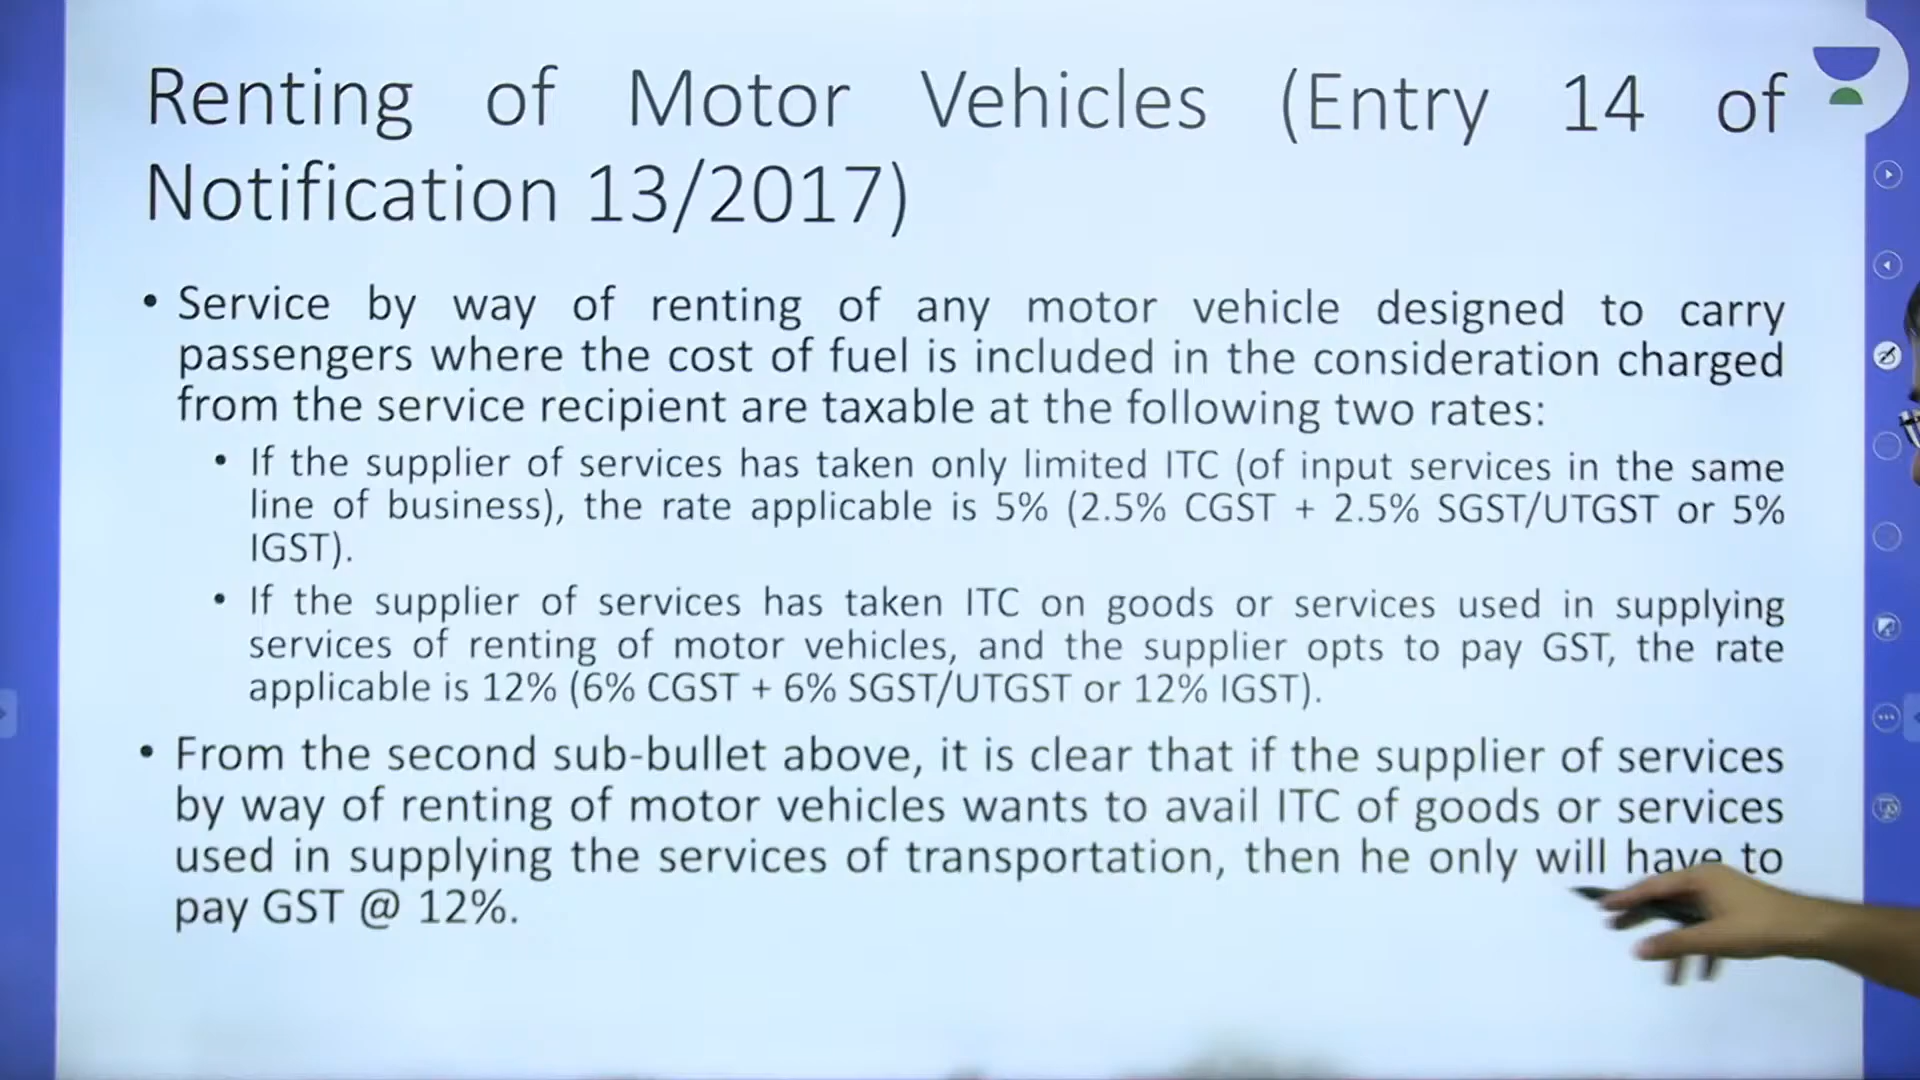 Renting of Motor Vehicles (Entry 14 of
Notification 13/2017)
• Service by way of renting of any motor vehicle designed to carry
passengers where the cost of fuel is included in the consideration charged
from the service recipient are taxable at the following two rates:
• If the supplier of services has taken only limited ITC (of input services in the same
line of business), the rate applicable is 5% (2.5% CGST + 2.5% SGST/UTGST or 5%
IGST).
• If the supplier of services has taken ITC on goods or services used in supplying
services of renting of motor vehicles, and the supplier opts to pay GST, the rate
applicable is 12% (6% CGST + 6% SGST/UTGST or 12% IGST).
• From the second sub-bullet above, it is clear that if the supplier of services
by way of renting of motor vehicles wants to avail ITC of goods or services
used in supplying the services of transportation, then he only will have to
pay GST @ 12%.